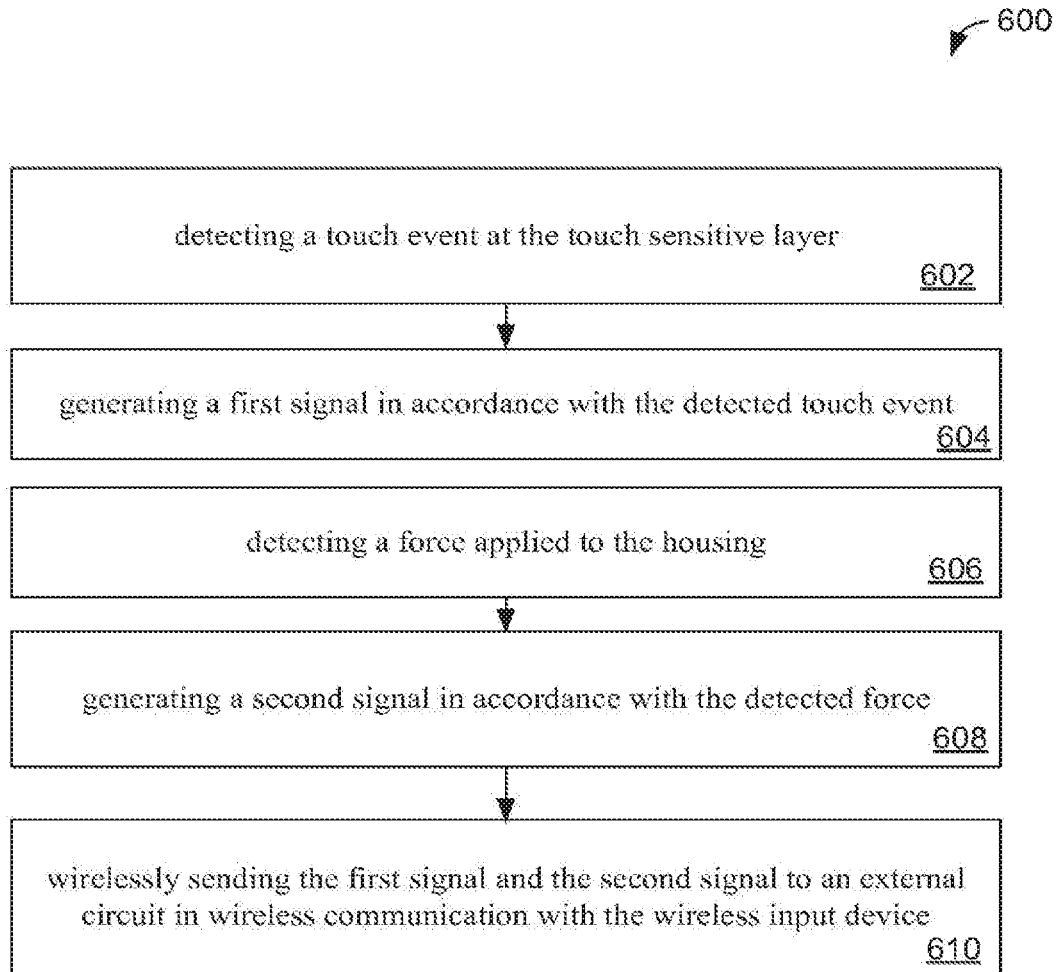 600
detecting a touch event at the touch sensitive layer
602
generating a first signal in accordance with the detected touch event
604
detecting a force applied to the housing
606
generating a second signal in accordance with the detected force
608
wirelessly sending the first signal and the second signal to an external
circuit in wireless communication with the wireless input device
610